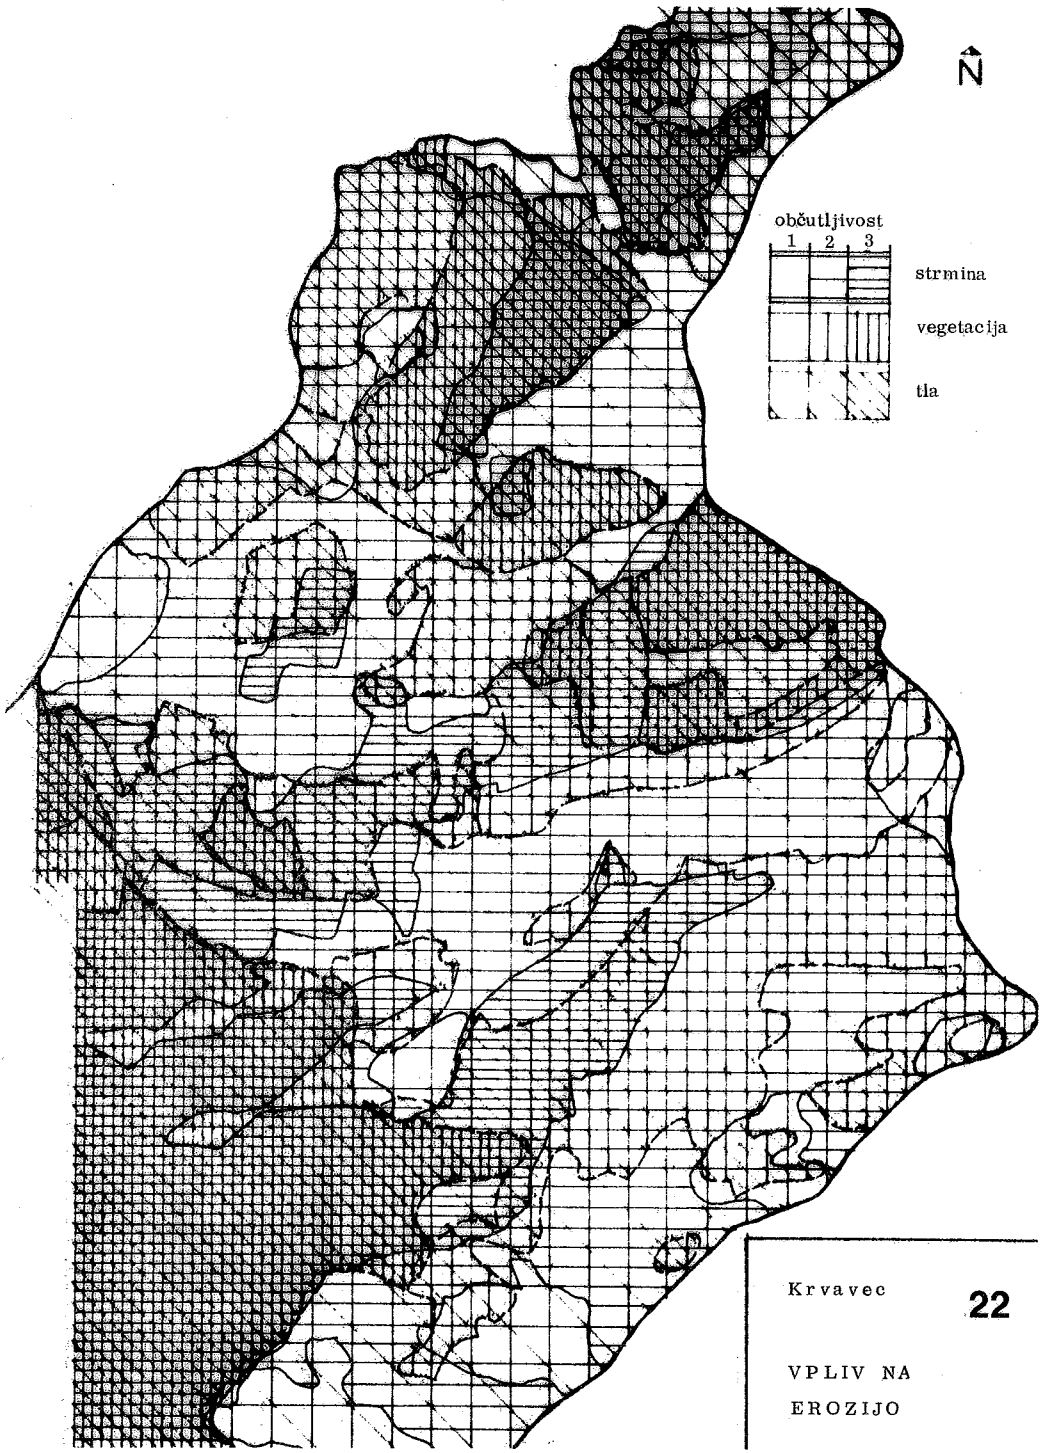 N
občutljivost
1 2 3
strmina
vegetacija
tla
Krvavec
22
VPLIV NA
EROZIJO